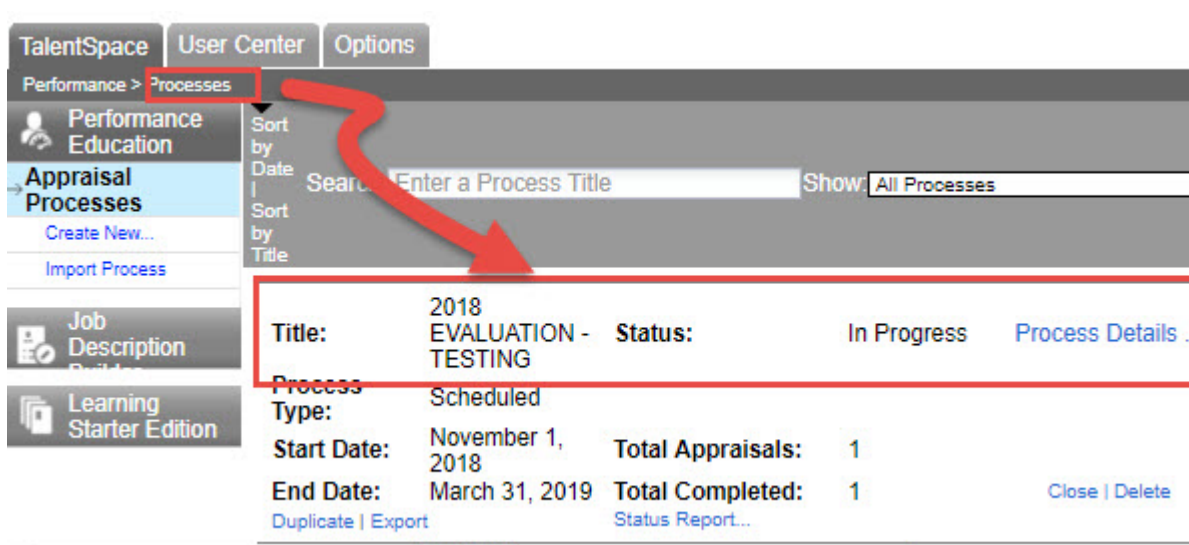 TalentSpace User Center Options
Performance > Processes
Performance
Education
Appraisal
Processes
Create New...
Import Process
Job
Description
Learning
Starter Edition
Sort
by
Date
|
Sort
by
Title
Enter a Process Title
Show: All Processes
Title: 2018 EVALUATION - TESTING Status: In Progress Process Details
Process Type: Scheduled
Start Date: November 1, 2018 Total Appraisals: 1
End Date: March 31, 2019 Total Completed: 1 Close | Delete
Duplicate | Export Status Report...